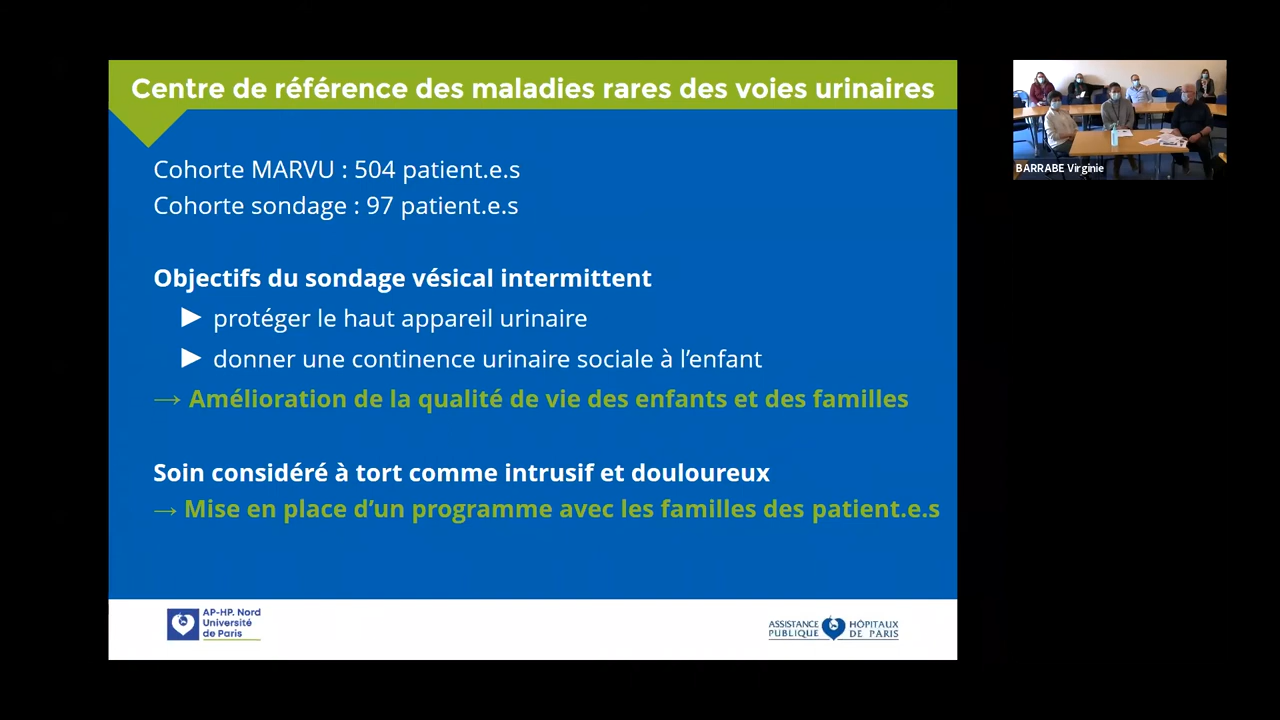 Centre de référence des maladies rares des voies urinaires
Cohorte MARVU : 504 patient.e.s
Cohorte sondage : 97 patient.e.s
Objectifs du sondage vésical intermittent
► protéger le haut appareil urinaire
► donner une continence urinaire sociale à l’enfant
→ Amélioration de la qualité de vie des enfants et des familles
Soin considéré à tort comme intrusif et douloureux
→ Mise en place d’un programme avec les familles des patient.e.s
AP-HP. Nord
Université
de Paris
ASSISTANCE HÔPITAUX
PUBLIQUE DE PARIS
BARRABE Virginie